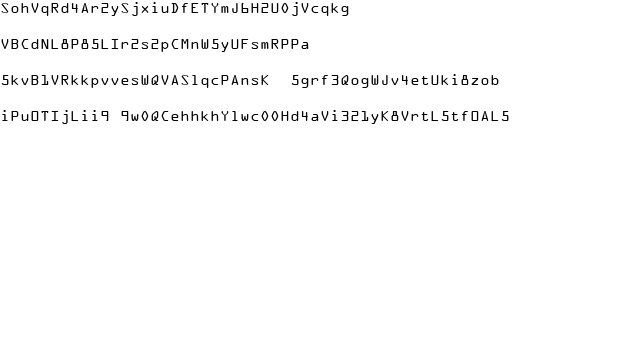 SohVqRd4Ar2ySjxiuDfETYmJ6H2U0jVcqkg
VBCdNL8P85LIr2s2pCMnW5yUFsmRPPa
5kvB1VRkkpvvesWQVASlqcPAnsK  5grf3QogWJv4etUki8zob
iPuOTIjLii9 9w0QCehhkhYlwc00Hd4aVi321yK8VrtL5tfOAL5